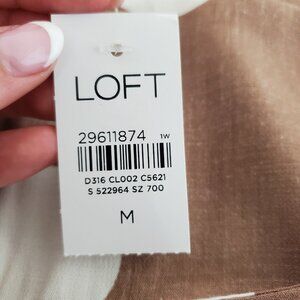 LOFT
29611874 1W
D316 CL002 C5621
S 522964 SZ 700
M